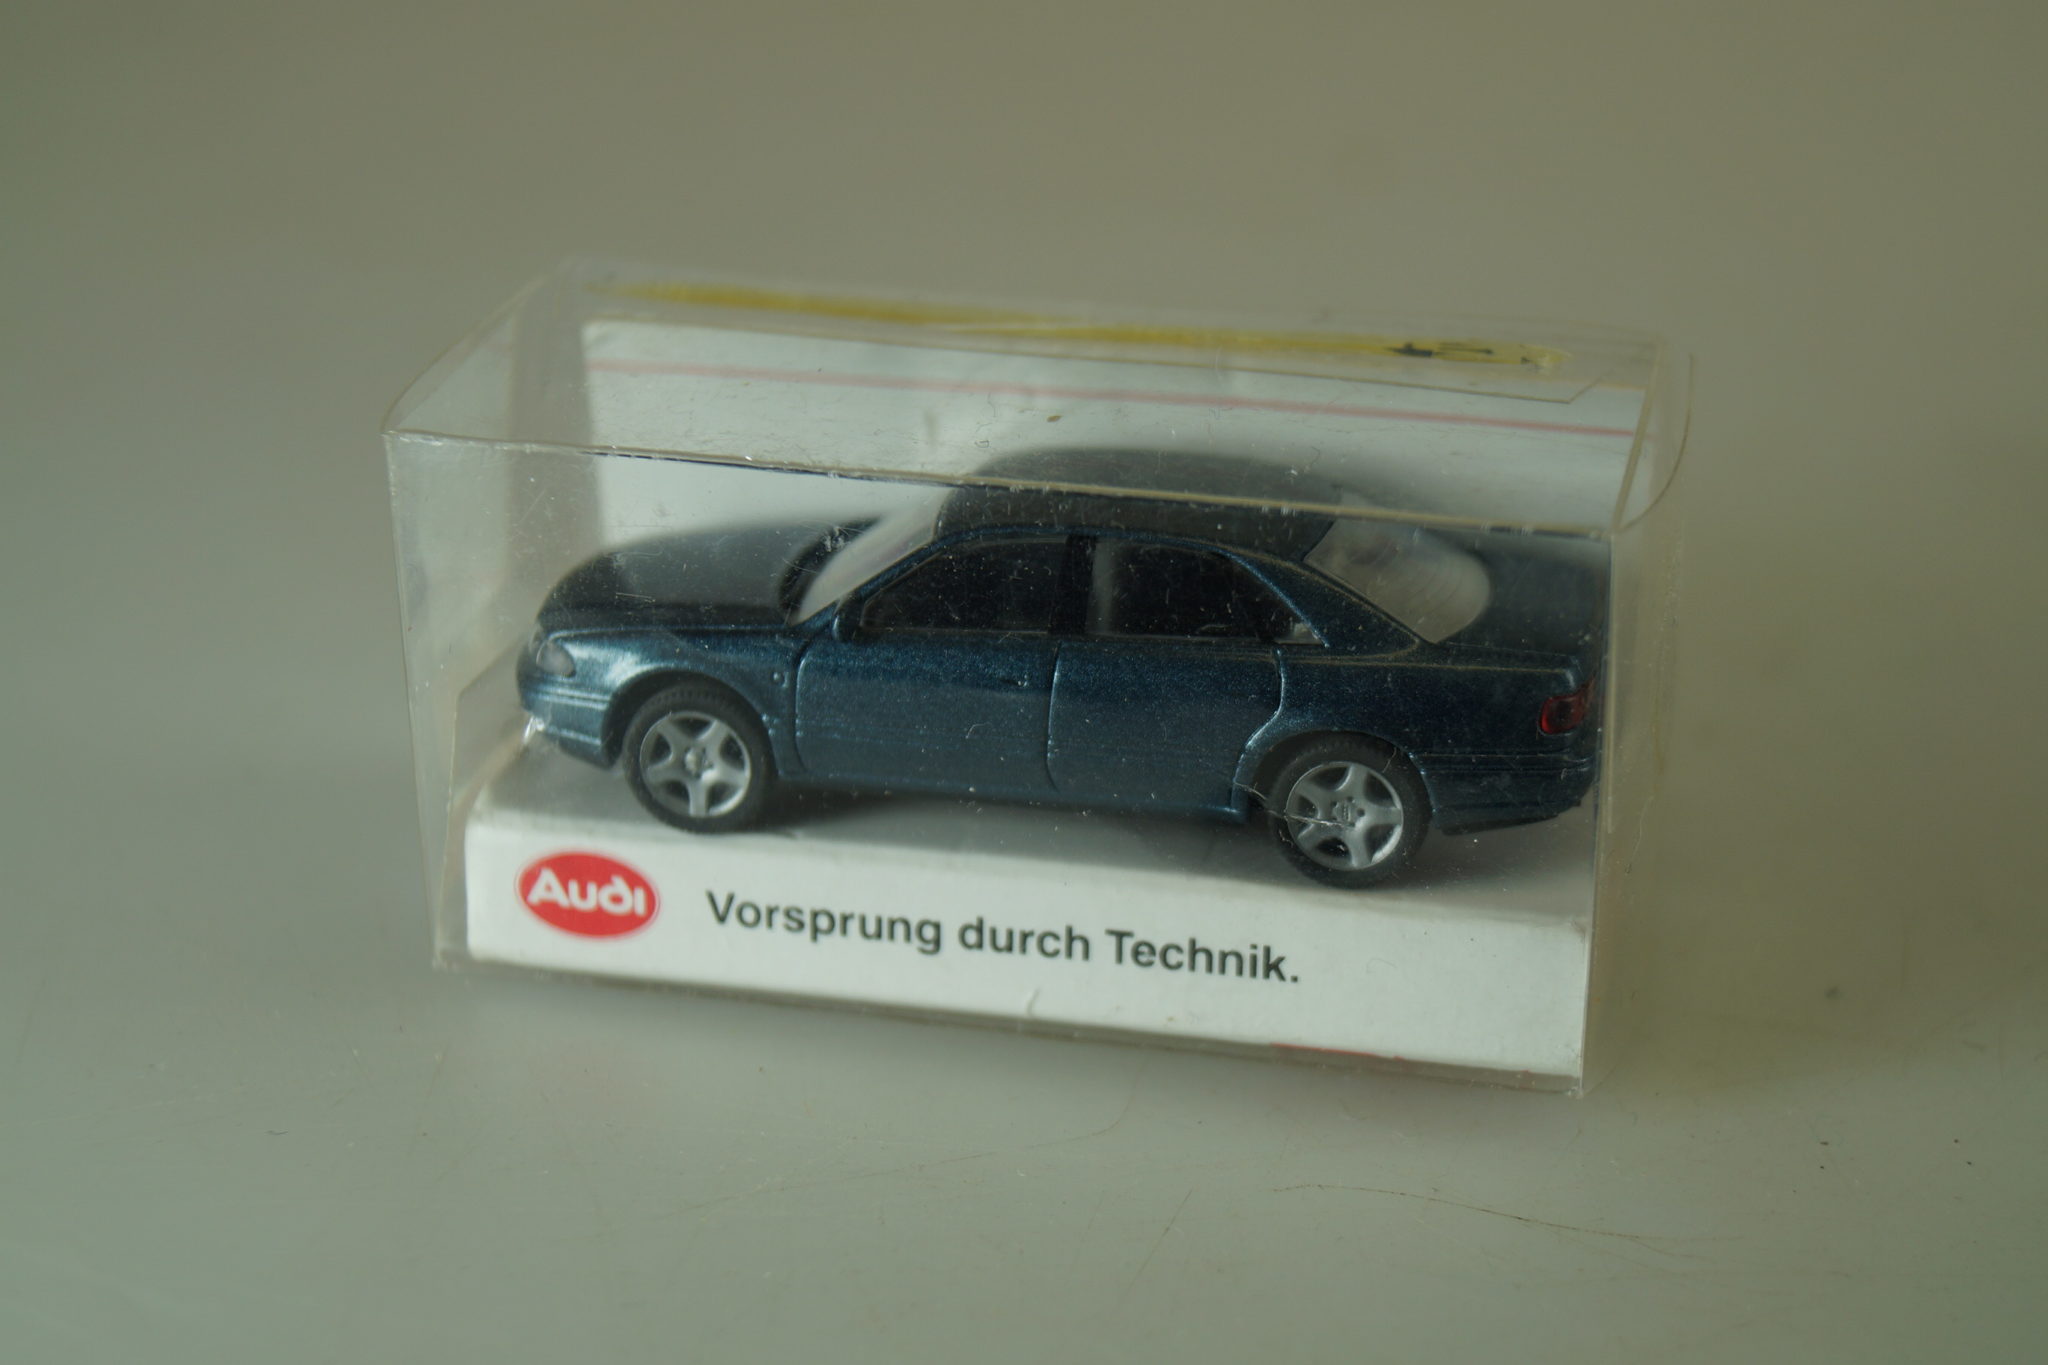 Audi
Vorsprung durch Technik.